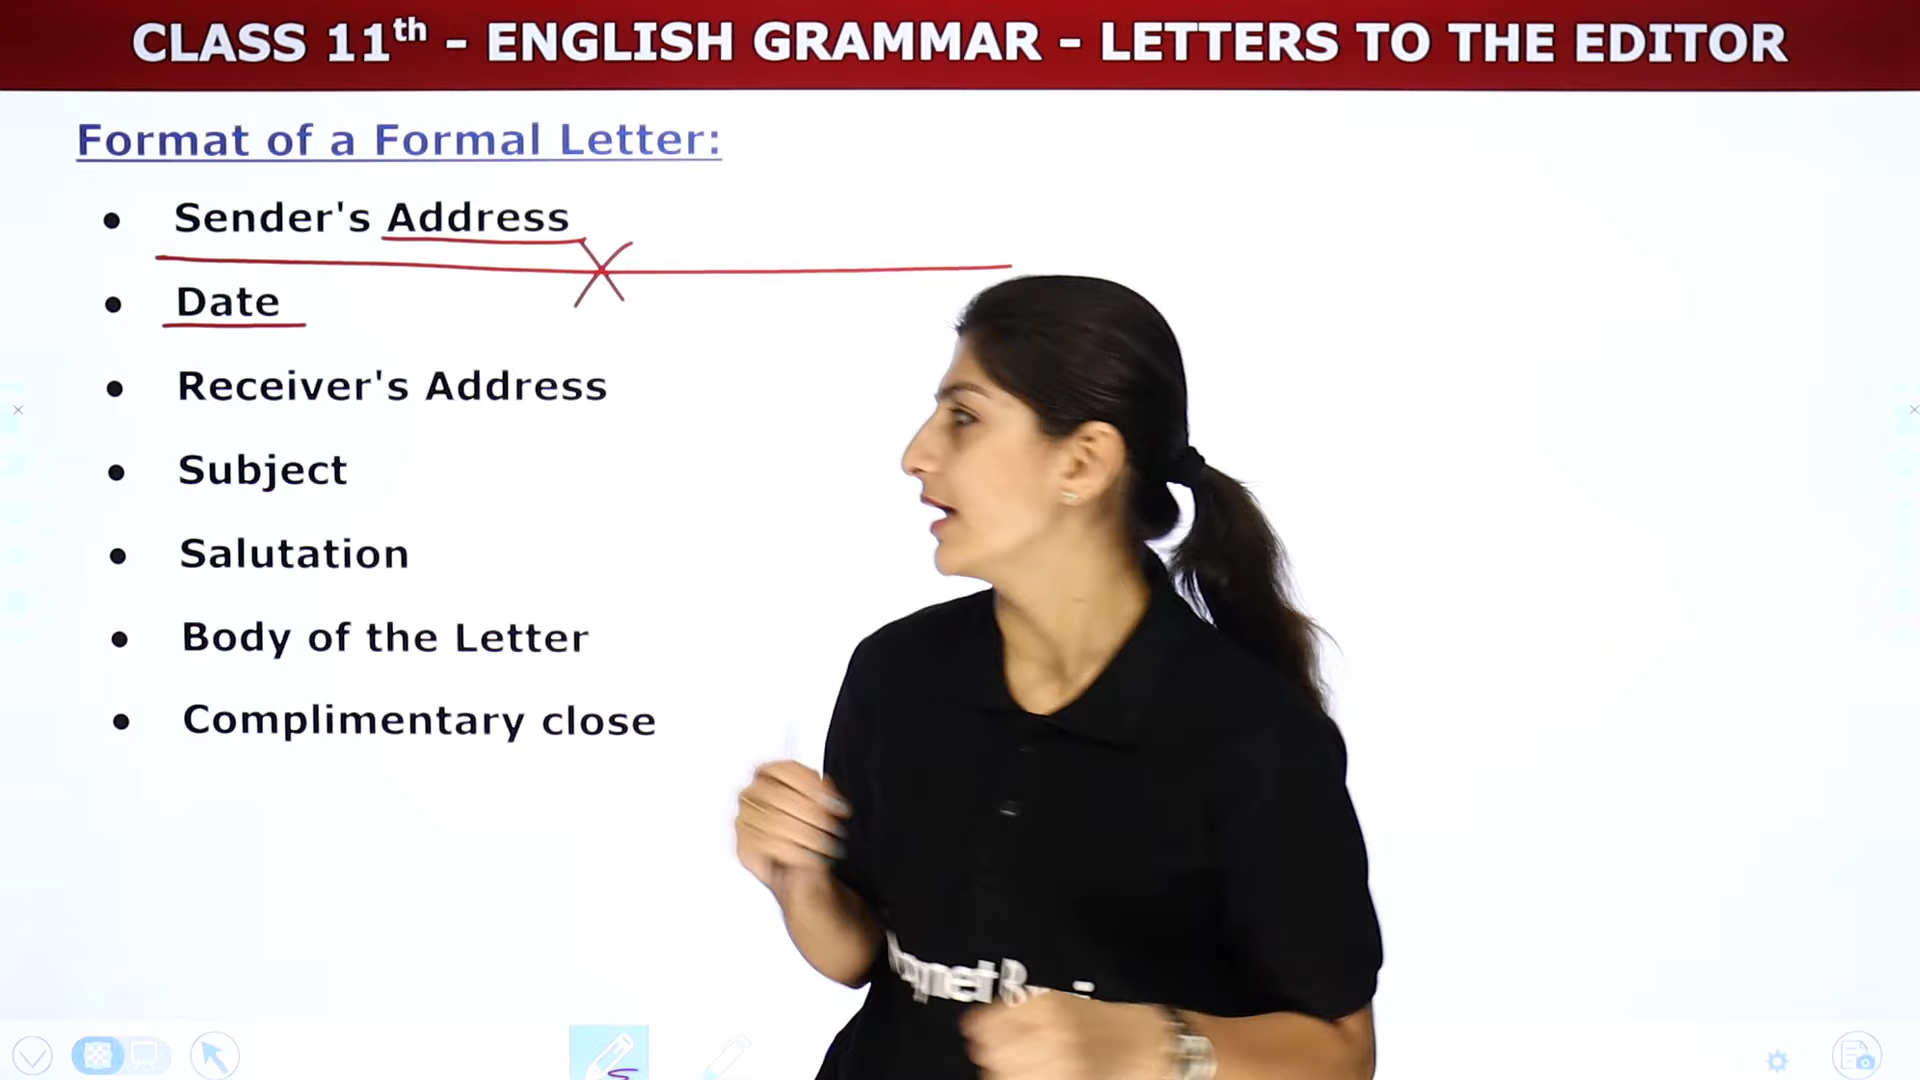 CLASS 11th - ENGLISH GRAMMAR - LETTERS TO THE EDITOR
Format of a Formal Letter:
• Sender's Address
• Date
• Receiver's Address
• Subject
• Salutation
• Body of the Letter
• Complimentary close